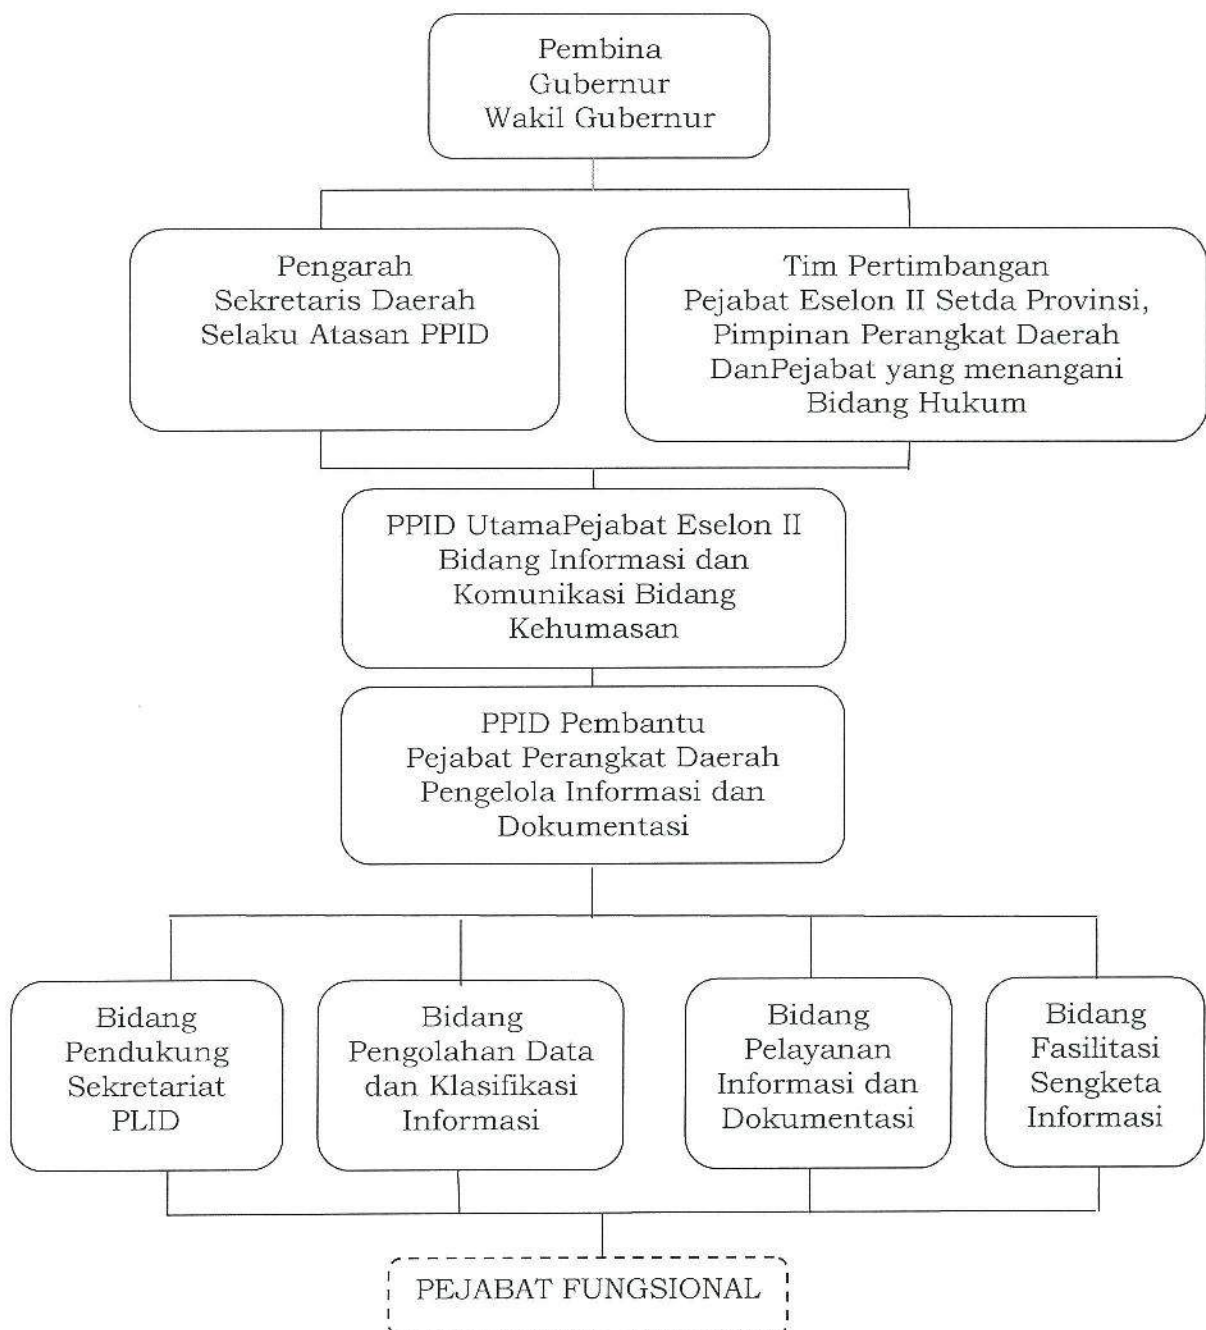 Pembina
Gubernur
Wakil Gubernur
Pengarah
Sekretaris Daerah
Selaku Atasan PPID
Tim Pertimbangan
Pejabat Eselon II Setda Provinsi,
Pimpinan Perangkat Daerah
DanPejabat yang menangani
Bidang Hukum
PPID UtamaPejabat Eselon II
Bidang Informasi dan
Komunikasi Bidang
Kehumasan
PPID Pembantu
Pejabat Perangkat Daerah
Pengelola Informasi dan
Dokumentasi
Bidang
Pendukung
Sekretariat
PLID
Bidang
Pengolahan Data
dan Klasifikasi
Informasi
Bidang
Pelayanan
Informasi dan
Dokumentasi
Bidang
Fasilitasi
Sengketa
Informasi
PEJABAT FUNGSIONAL